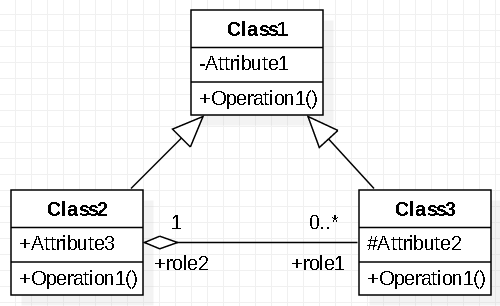 Class1
-Attribute1
+Operation1()
Class2
+Attribute3
+Operation1()
1
0..*
+role2
+role1
Class3
#Attribute2
+Operation1()